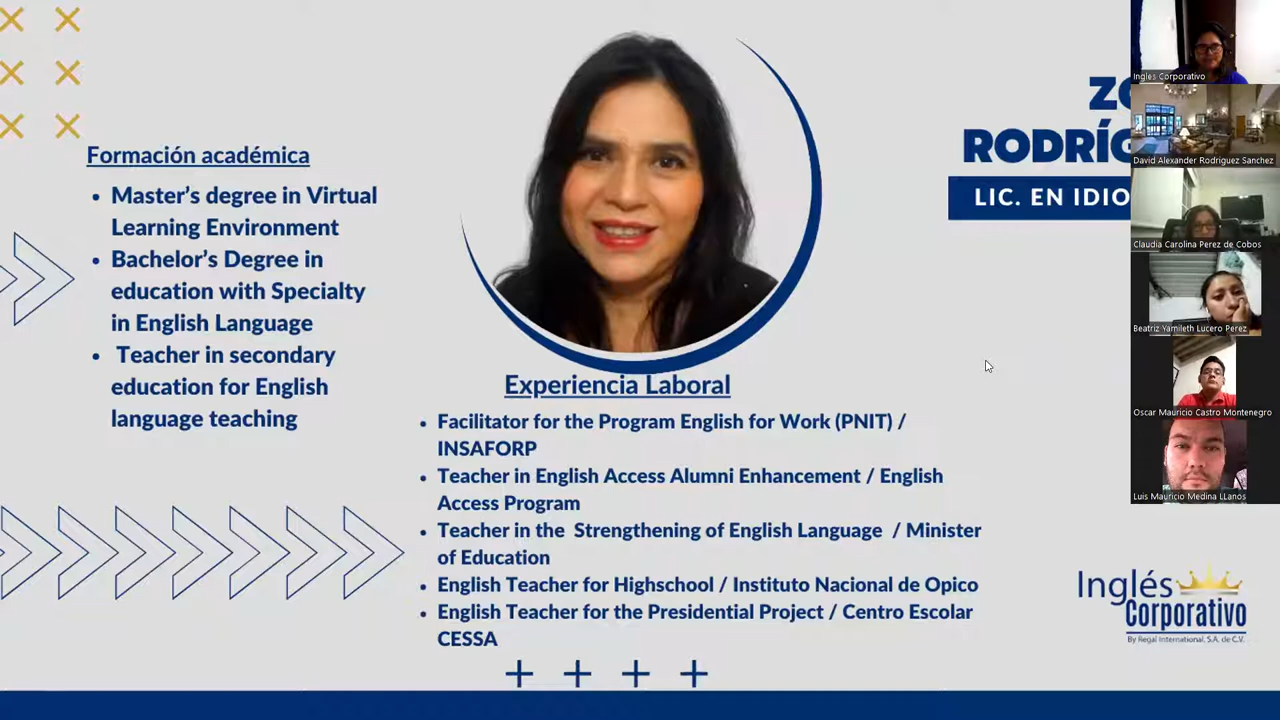 Formación académica
• Master's degree in Virtual
Learning Environment
• Bachelor's Degree in
education with Specialty
in English Language
• Teacher in secondary
education for English
language teaching
Experiencia Laboral
• Facilitator for the Program English for Work (PNIT) /
INSAFORP
• Teacher in English Access Alumni Enhancement / English
Access Program
• Teacher in the Strengthening of English Language / Minister
of Education
• English Teacher for Highschool / Instituto Nacional de Opico
• English Teacher for the Presidential Project / Centro Escolar
CESSA
LIC. EN
Inglés Corporativo
David Alexander Rodriguez Sanchez
Claudia Carolina Perez de Cobos
Beatriz Yamileth Lucero Perez
Oscar Mauricio Castro Montenegro
Luis Mauricio Medina LLanos
Inglés
Corporativo
By Regal International, S.A. de C.V.